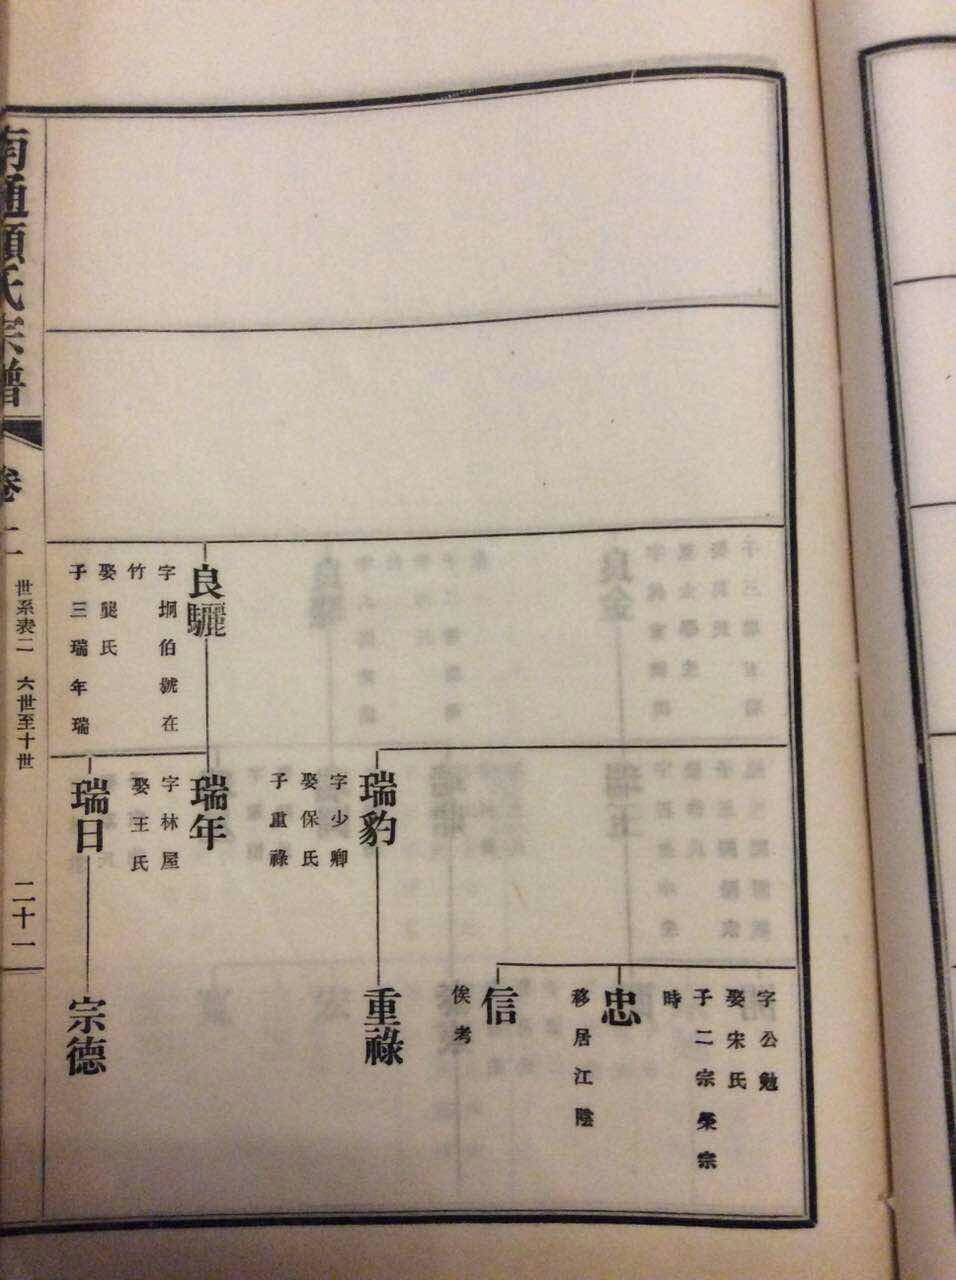 字公勉
娶宋氏
子二宗榮宗
時
忠
移居江陰
信
俟考
重祿
瑞豹
字少卿
娶保氏
子重祿
良驪
字坰伯號在
竹
娶龔氏
子三瑞年瑞
瑞年
字林屋
娶王氏
瑞日
宗德
南通顧氏宗譜
卷二
世系表二 六世至十世
二十一